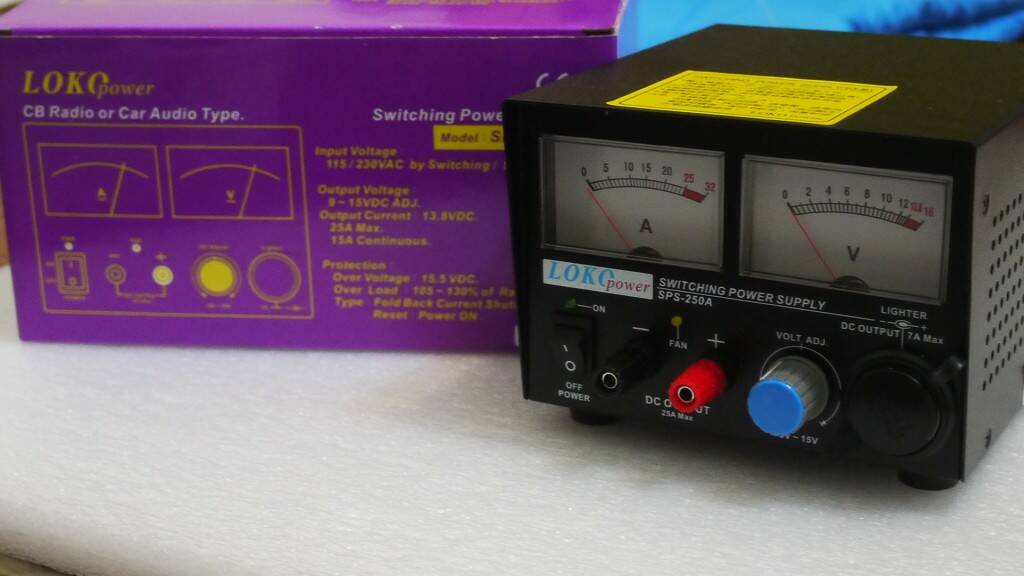 LOKO power
CB Radio or Car Audio Type.
Switching Powe
Model : S
Input Voltage
115 / 230VAC by Switching /
Output Voltage :
9 ~ 15VDC ADJ.
Output Current : 13.8VDC.
25A Max.
15A Continuous.
Protection :
Over Voltage : 15.5 VDC.
Over Load : 105 ~ 130% of Ra
Type : Fold Back Current Shut
Reset : Power ON
A
V
POWER
0 5 10 15 20 25 32
A
0 2 4 6 8 10 12 16
V
LOKO power
SWITCHING POWER SUPPLY
SPS-250A
ON
OFF
POWER
−
FAN
+
DC OUTPUT
25A Max
VOLT ADJ.
~ 15V
LIGHTER
DC OUTPUT 7A Max